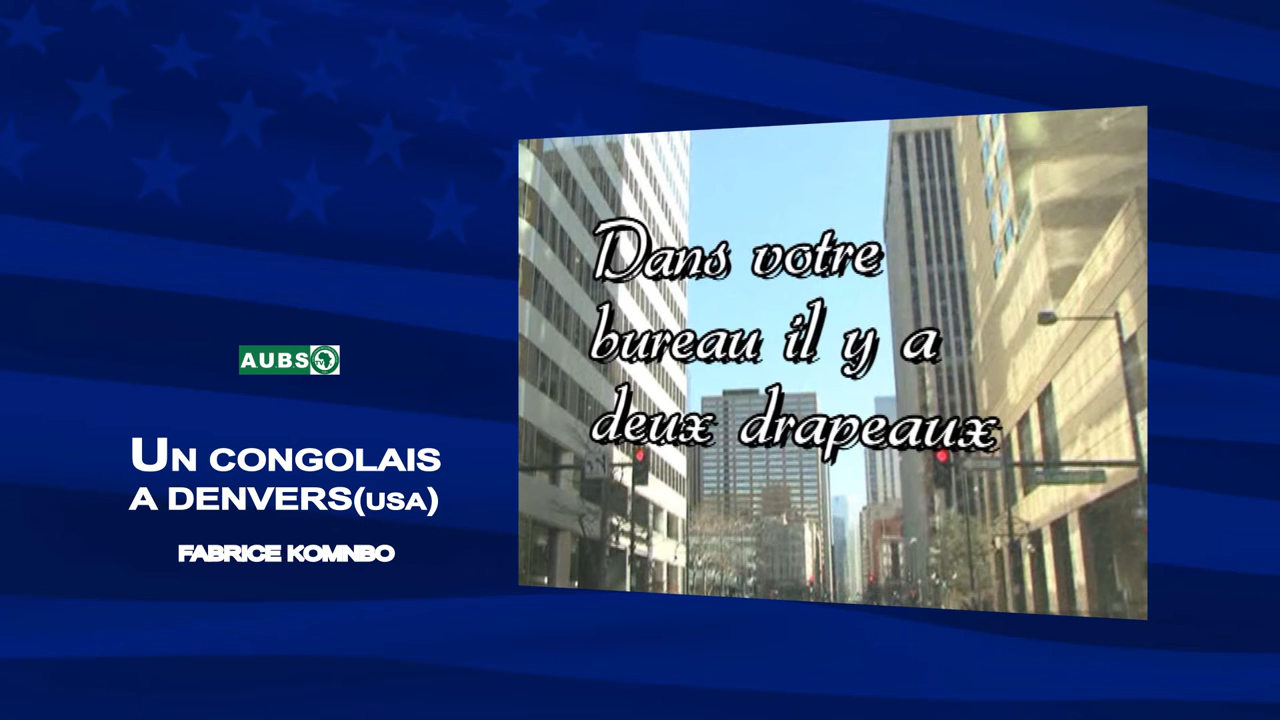 AUBS
UN CONGOLAIS
A DENVERS(USA)
FABRICE KOMNBO
Dans votre
bureau il y a
deux drapeaux